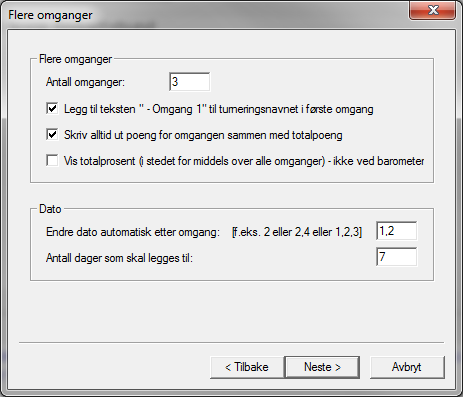 Flere omganger
Flere omganger
Antall omganger: 3
Legg til teksten " - Omgang 1" til turneringsnavnet i første omgang
Skriv alltid ut poeng for omgangen sammen med totalpoeng
Vis totalprosent (i stedet for middels over alle omganger) - ikke ved barometer
Dato
Endre dato automatisk etter omgang: [f.eks. 2 eller 2,4 eller 1,2,3] 1,2
Antall dager som skal legges til: 7
< Tilbake Neste > Avbryt